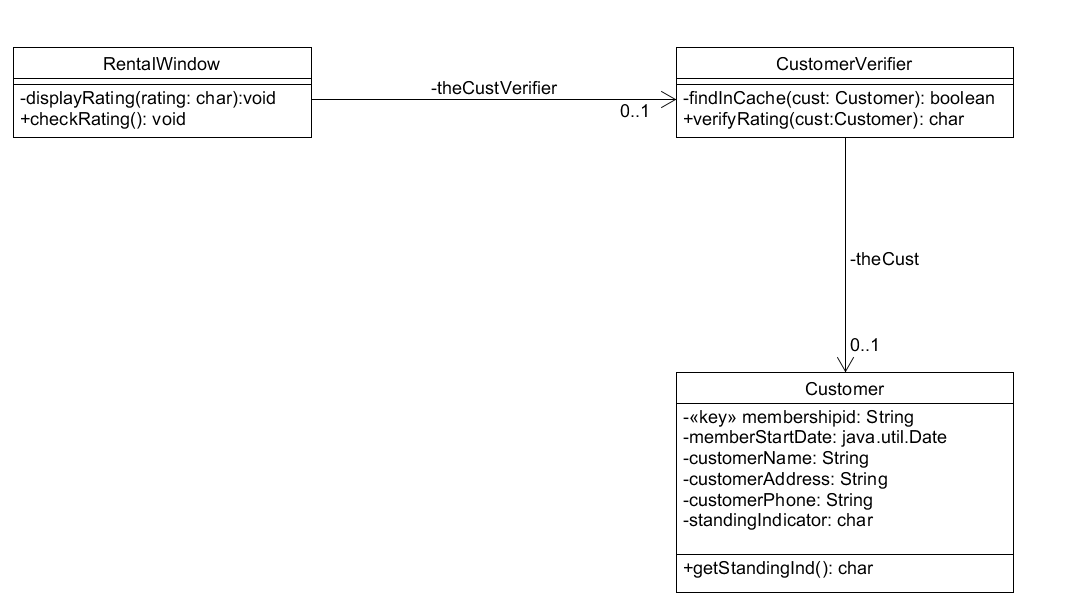 RentalWindow
-displayRating(rating: char):void
+checkRating(): void
-theCustVerifier
0..1
CustomerVerifier
-findInCache(cust: Customer): boolean
+verifyRating(cust:Customer): char
-theCust
0..1
Customer
-«key» membershipid: String
-memberStartDate: java.util.Date
-customerName: String
-customerAddress: String
-customerPhone: String
-standingIndicator: char
+getStandingInd(): char